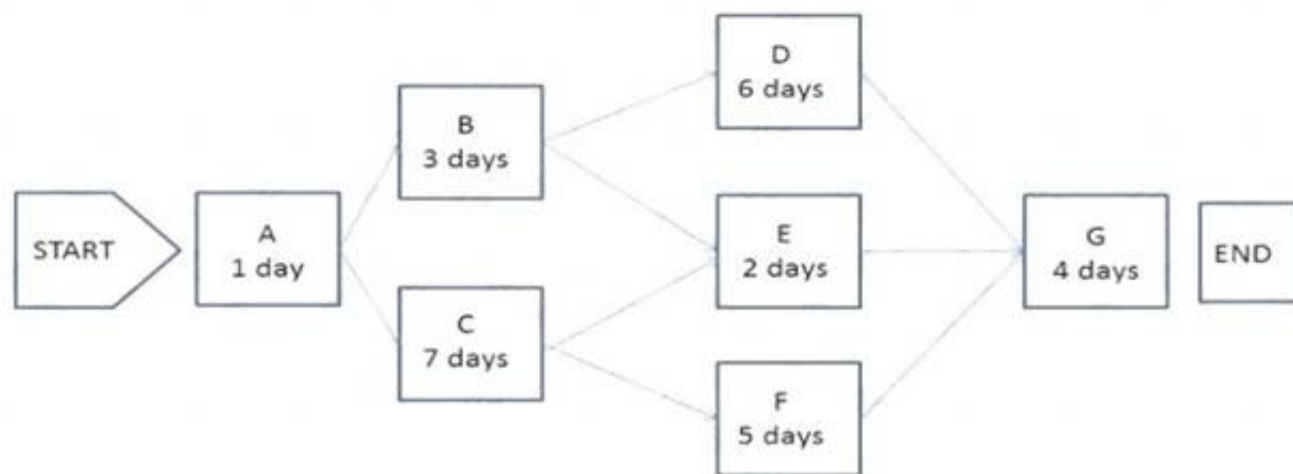 START
A
1 day
B
3 days
C
7 days
D
6 days
E
2 days
F
5 days
G
4 days
END